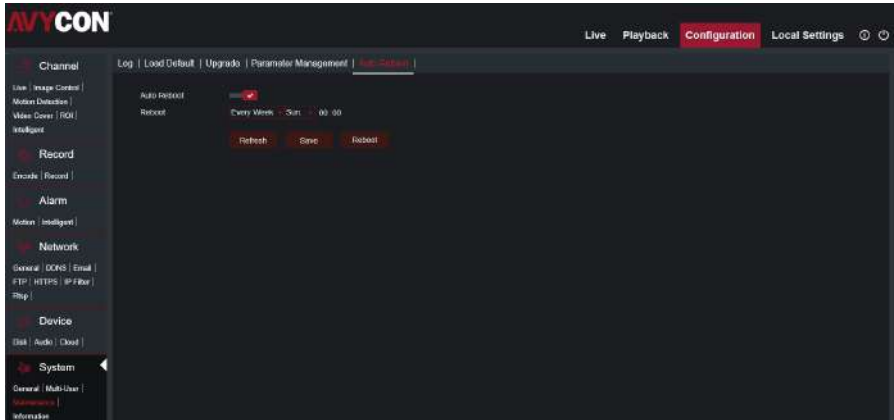 AVYCON
Live Playback Configuration Local Settings
Channel
Log | Load Default | Upgrade | Parameter Management | Auto Reboot |
Live | Image Control |
Motion Detection |
Video Cover | ROI |
Intelligent
Auto Reboot
Reboot Every Week Sun. 00 00
Refresh Save Reboot
Record
Encode | Record |
Alarm
Motion | Intelligent |
Network
General | DDNS | Email |
FTP | HTTPS | IP Filter |
Rtsp |
Device
Disk | Audio | Cloud |
System
General | Multi-User |
Maintenance |
Information